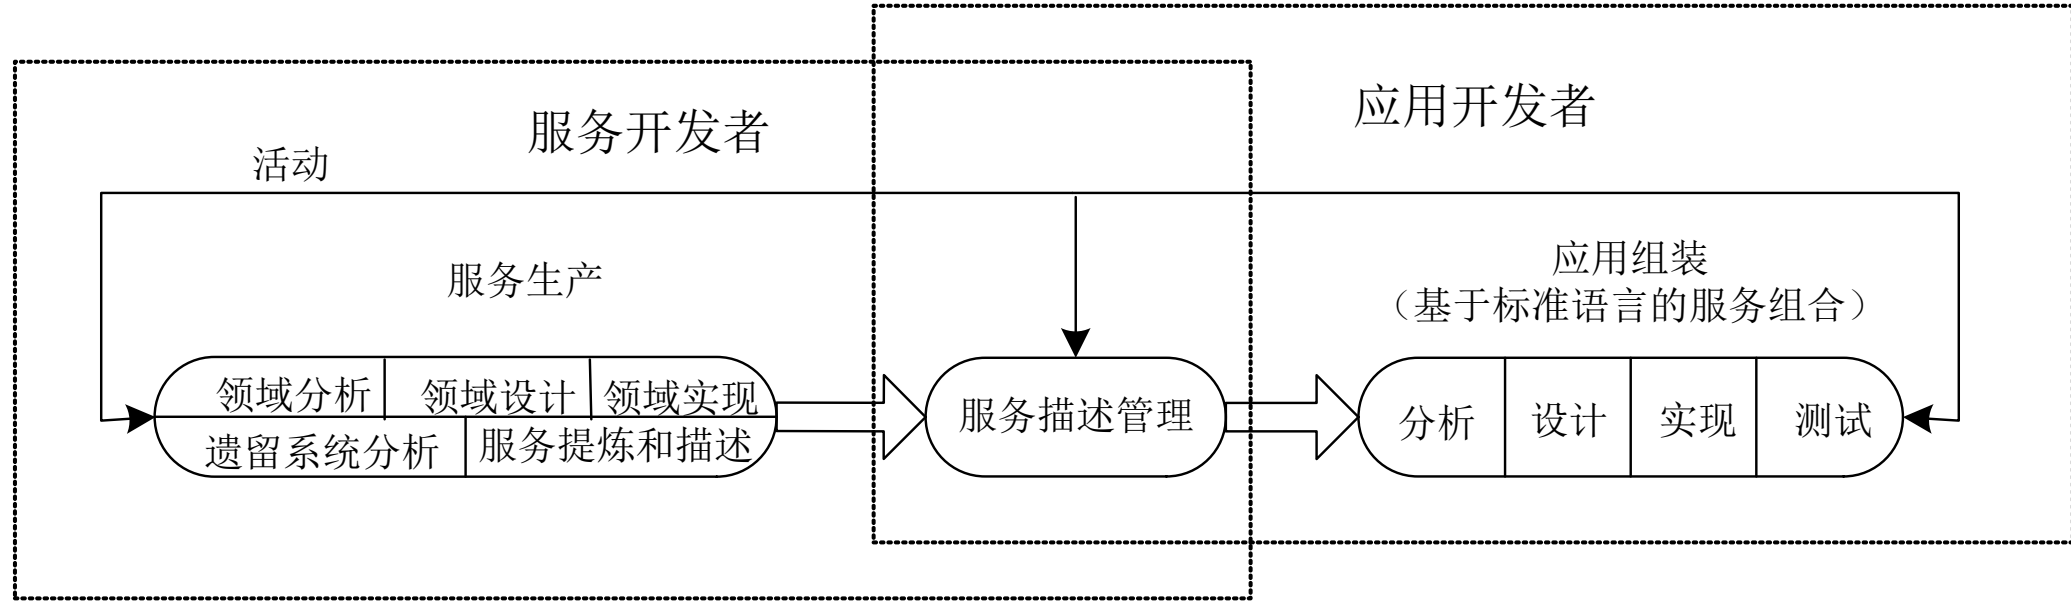 应用开发者
服务开发者
活动
服务生产
应用组装
（基于标准语言的服务组合）
领域分析 领域设计 领域实现
遗留系统分析 服务提炼和描述
服务描述管理
分析 设计 实现 测试